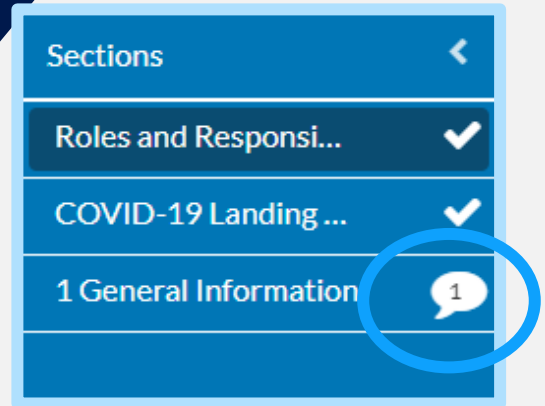 Sections
Roles and Responsi...
COVID-19 Landing ...
1 General Information 1